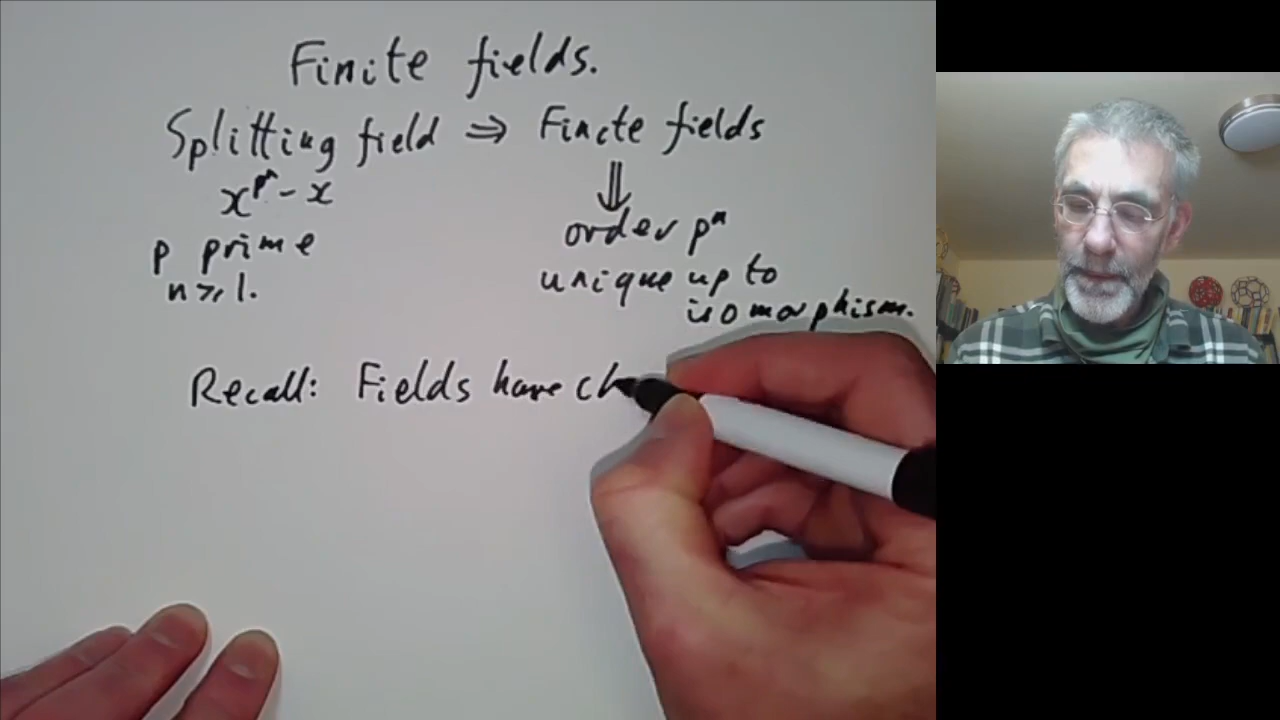 Finite fields.
Splitting field ⇒ Finite fields
x^{p^n} - x
⇓
order p^n
p prime
unique up to
n ≥ 1.
isomorphism.
Recall: Fields have ch